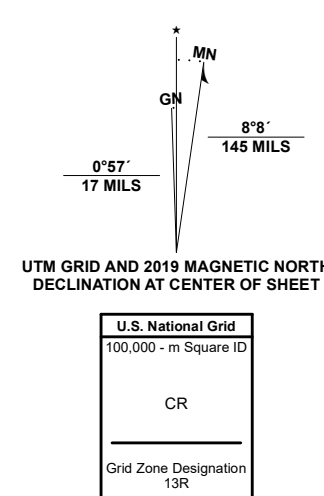 ★
MN
GN
8°8´
145 MILS
0°57´
17 MILS
UTM GRID AND 2019 MAGNETIC NORTH
DECLINATION AT CENTER OF SHEET
U.S. National Grid
100,000 - m Square ID
CR
Grid Zone Designation
13R